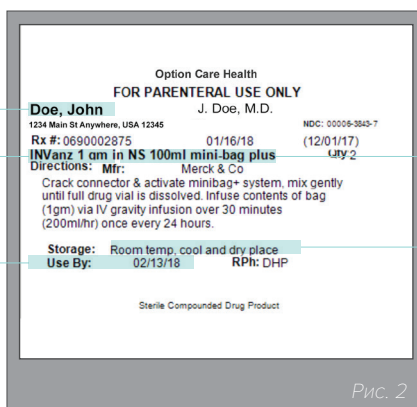 Option Care Health
FOR PARENTERAL USE ONLY
Doe, John J. Doe, M.D.
1234 Main St Anywhere, USA 12345 NDC: 00006-3843-7
Rx #: 0690002875 01/16/18 (12/01/17)
INVanz 1 gm in NS 100ml mini-bag plus Qty 2
Directions: Mfr: Merck & Co
Crack connector & activate minibag+ system, mix gently
until full drug vial is dissolved. Infuse contents of bag
(1gm) via IV gravity infusion over 30 minutes
(200ml/hr) once every 24 hours.
Storage: Room temp, cool and dry place
Use By: 02/13/18 RPh: DHP
Sterile Compounded Drug Product
Рис. 2